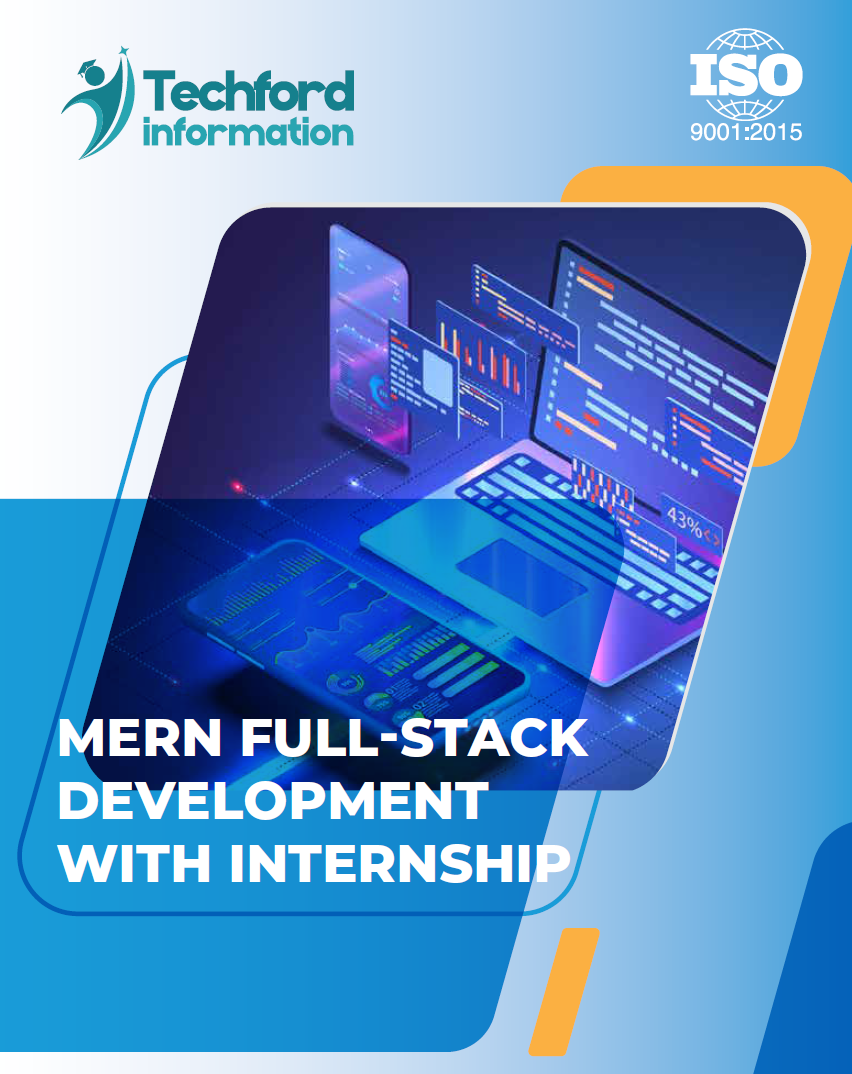 Techford
information
ISO
9001:2015
43%<>
MERN FULL-STACK
DEVELOPMENT
WITH INTERNSHIP